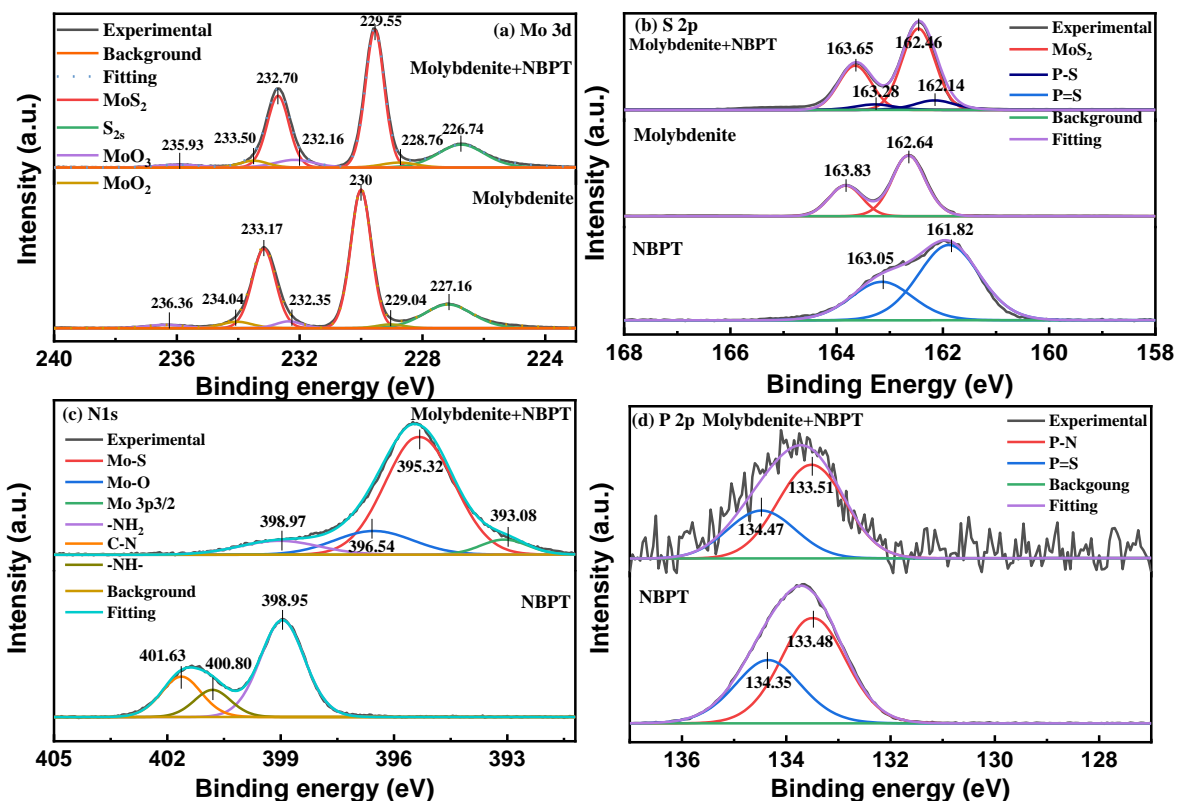 (a) Mo 3d
Experimental
Background
Fitting
MoS2
S2s
MoO3
MoO2
Molybdenite+NBPT
229.55
232.70
235.93
233.50
232.16
228.76
226.74
Molybdenite
230
233.17
236.36
234.04
232.35
229.04
227.16
Intensity (a.u.)
240
236
232
228
224
Binding energy (eV)
(b) S 2p
Molybdenite+NBPT
Experimental
MoS2
P-S
P=S
Background
Fitting
163.65
162.46
163.28
162.14
Molybdenite
163.83
162.64
NBPT
163.05
161.82
Intensity (a.u.)
168
166
164
162
160
158
Binding Energy (eV)
(c) N1s
Molybdenite+NBPT
Experimental
Mo-S
Mo-O
Mo 3p3/2
-NH2
C-N
-NH-
Background
Fitting
395.32
398.97
396.54
393.08
NBPT
398.95
401.63
400.80
Intensity (a.u.)
405
402
399
396
393
Binding energy (eV)
(d) P 2p Molybdenite+NBPT
Experimental
P-N
P=S
Backgoung
Fitting
133.51
134.47
NBPT
133.48
134.35
Intensity (a.u.)
136
134
132
130
128
Binding energy (eV)